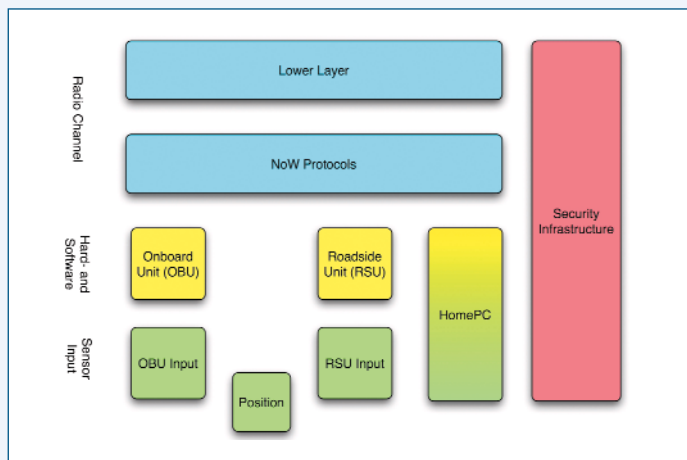 Radio Channel
Lower Layer
NoW Protocols
Security
Infrastructure
Hard- and
Software
Onboard
Unit (OBU)
Roadside
Unit (RSU)
HomePC
Sensor
Input
OBU Input
RSU Input
Position